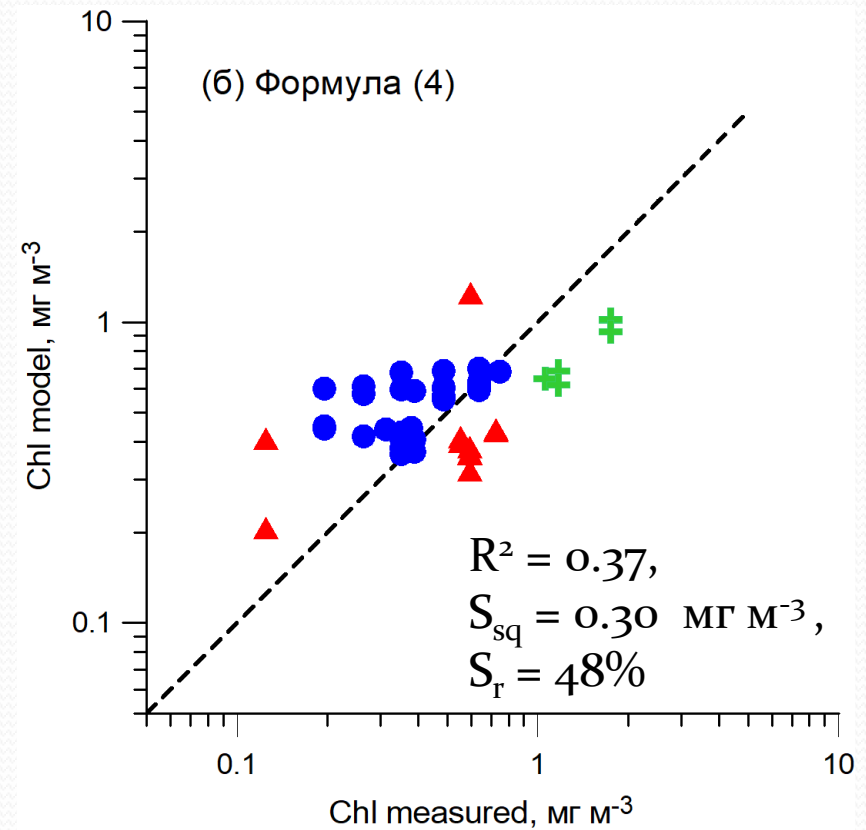 10
(б) Формула (4)
Chl model, мг м-3
1
R² = 0.37,
Ssq = 0.30 мг м-3,
Sr = 48%
0.1
0.1 1 10
Chl measured, мг м-3